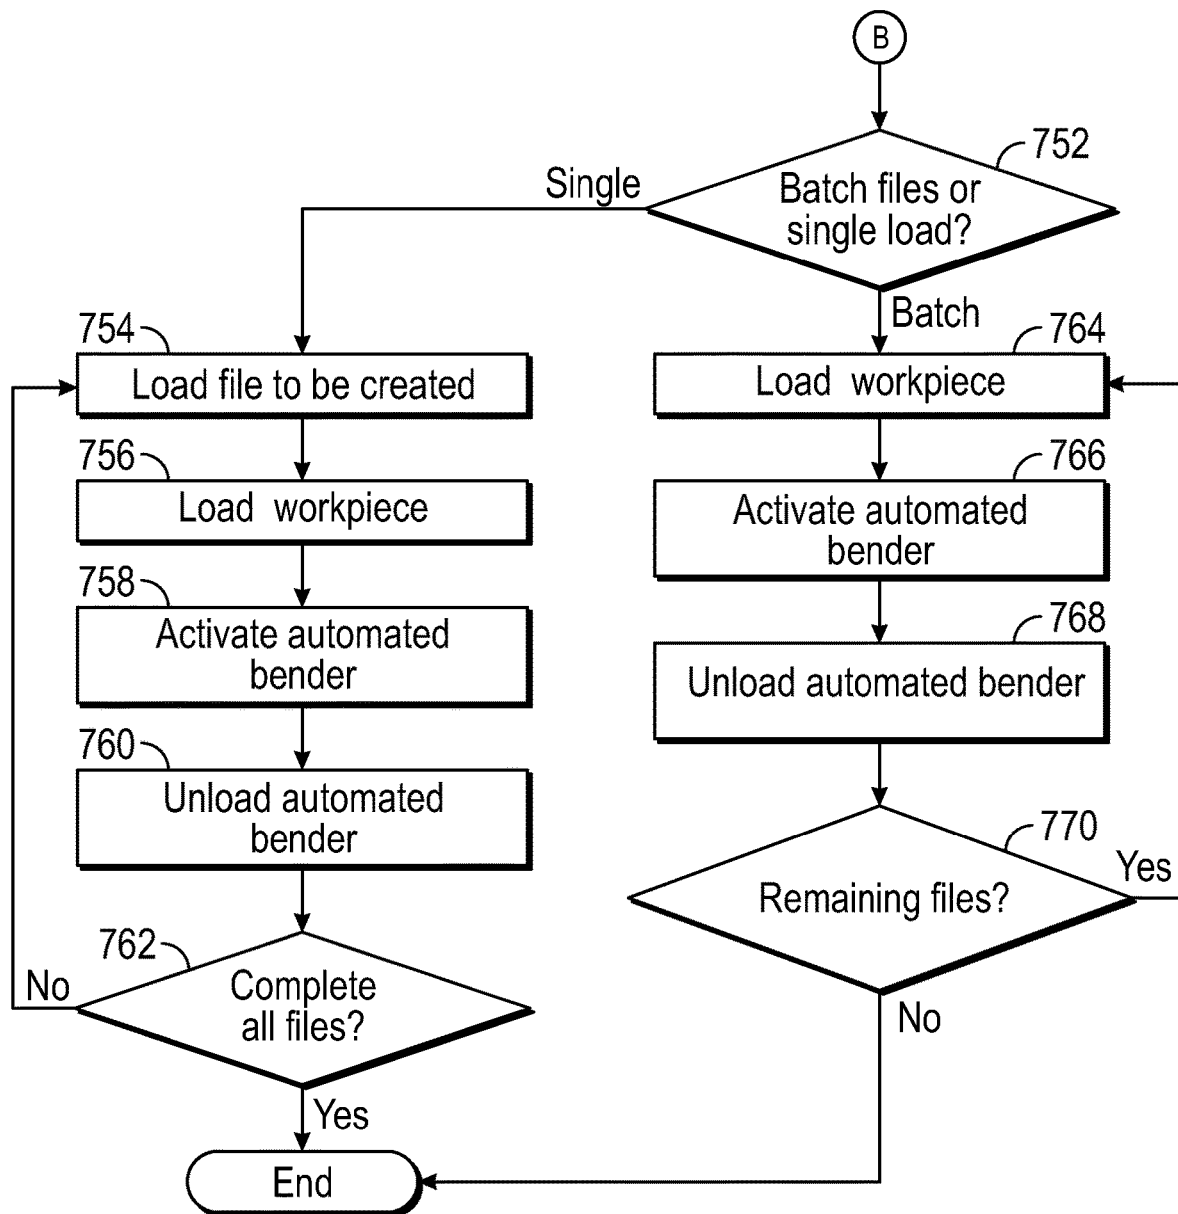 B
752
Batch files or
single load?
Single
Batch
754
Load file to be created
756
Load workpiece
758
Activate automated
bender
760
Unload automated
bender
762
Complete
all files?
No
Yes
764
Load workpiece
766
Activate automated
bender
768
Unload automated bender
770
Remaining files?
Yes
No
End